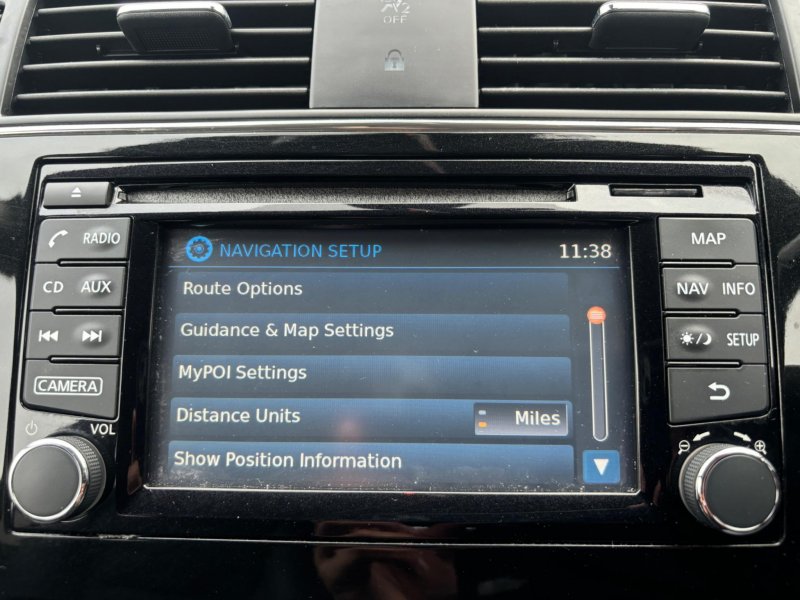 OFF
RADIO
CD AUX
CAMERA
VOL
NAVIGATION SETUP
11:38
Route Options
Guidance & Map Settings
MyPOI Settings
Distance Units
Miles
Show Position Information
MAP
NAV INFO
SETUP